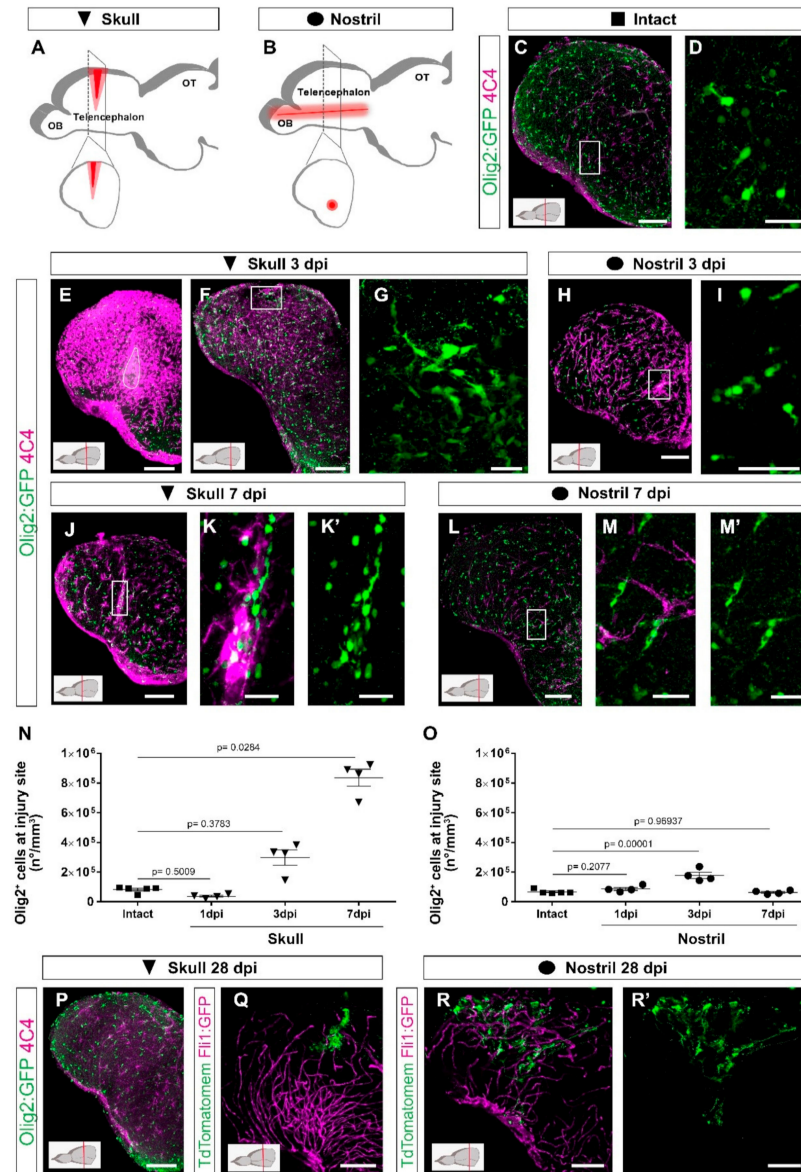 ▼ Skull
● Nostril
■ Intact
A
OT
Telencephalon
OB
B
OT
Telencephalon
OB
Olig2:GFP 4C4
C
D
▼ Skull 3 dpi
● Nostril 3 dpi
Olig2:GFP 4C4
E
F
G
H
I
▼ Skull 7 dpi
● Nostril 7 dpi
J
K
K'
L
M
M'
N
Olig2⁺ cells at injury site
(n°/mm³)
1×10⁶
8×10⁵
6×10⁵
4×10⁵
2×10⁵
0
p= 0.0284
p= 0.3783
p= 0.5009
Intact
1dpi
3dpi
7dpi
Skull
O
Olig2⁺ cells at injury site
(n°/mm³)
1×10⁶
8×10⁵
6×10⁵
4×10⁵
2×10⁵
0
p= 0.96937
p= 0.00001
p= 0.2077
Intact
1dpi
3dpi
7dpi
Nostril
▼ Skull 28 dpi
● Nostril 28 dpi
Olig2:GFP 4C4
P
TdTomatomem Fli1:GFP
Q
TdTomatomem Fli1:GFP
R
R'